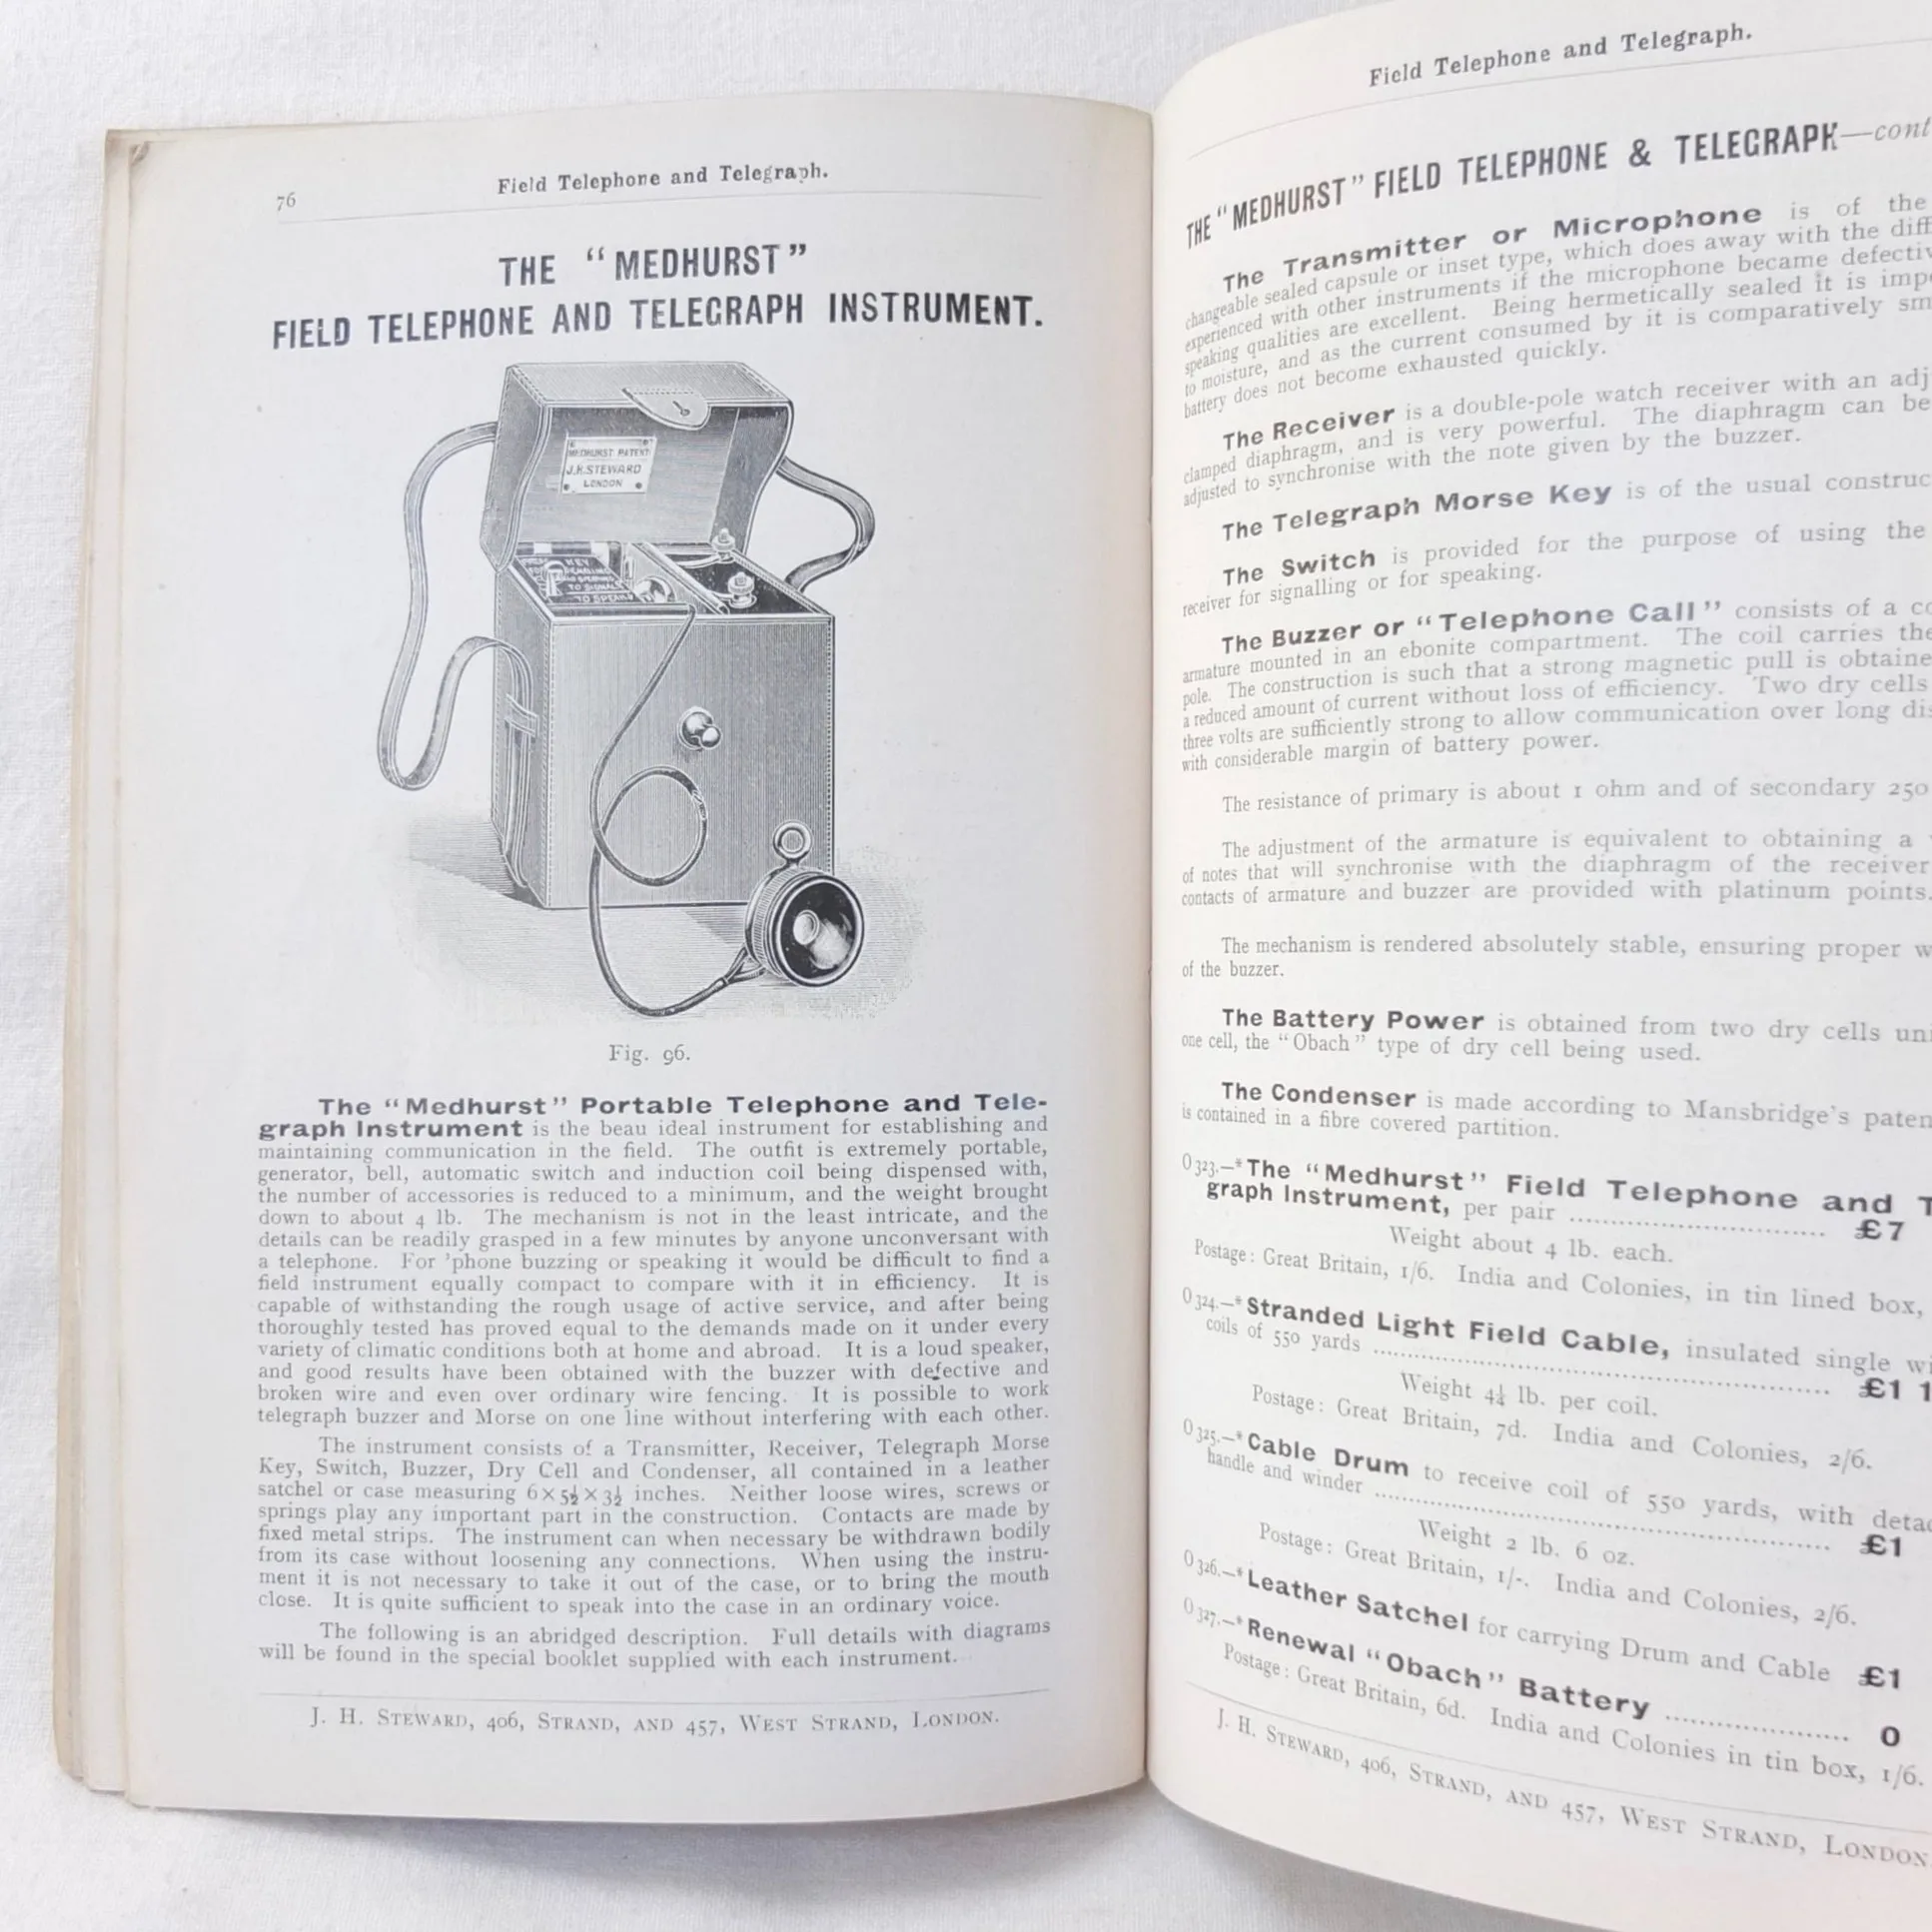 76
Field Telephone and Telegraph.
THE “MEDHURST”
FIELD TELEPHONE AND TELEGRAPH INSTRUMENT.
MEDHURST PATENT
J.H.STEWARD
LONDON
KEY
TO SIGNAL
TO SPEAK
Fig. 96.
The “Medhurst” Portable Telephone and Tele-
graph Instrument is the beau ideal instrument for establishing and
maintaining communication in the field. The outfit is extremely portable,
generator, bell, automatic switch and induction coil being dispensed with,
the number of accessories is reduced to a minimum, and the weight brought
down to about 4 lb. The mechanism is not in the least intricate, and the
details can be readily grasped in a few minutes by anyone unconversant with
a telephone. For ’phone buzzing or speaking it would be difficult to find a
field instrument equally compact to compare with it in efficiency. It is
capable of withstanding the rough usage of active service, and after being
thoroughly tested has proved equal to the demands made on it under every
variety of climatic conditions both at home and abroad. It is a loud speaker,
and good results have been obtained with the buzzer with defective and
broken wire and even over ordinary wire fencing. It is possible to work
telegraph buzzer and Morse on one line without interfering with each other.
The instrument consists of a Transmitter, Receiver, Telegraph Morse
Key, Switch, Buzzer, Dry Cell and Condenser, all contained in a leather
satchel or case measuring 6×5½×3½ inches. Neither loose wires, screws or
springs play any important part in the construction. Contacts are made by
fixed metal strips. The instrument can when necessary be withdrawn bodily
from its case without loosening any connections. When using the instru-
ment it is not necessary to take it out of the case, or to bring the mouth
close. It is quite sufficient to speak into the case in an ordinary voice.
The following is an abridged description. Full details with diagrams
will be found in the special booklet supplied with each instrument.
J. H. STEWARD, 406, STRAND, AND 457, WEST STRAND, LONDON.
Field Telephone and Telegraph.
THE “MEDHURST” FIELD TELEPHONE & TELEGRAPH—cont
The Transmitter or Microphone is of the
changeable sealed capsule or inset type, which does away with the diff
experienced with other instruments if the microphone became defectiv
speaking qualities are excellent. Being hermetically sealed it is imp
to moisture, and as the current consumed by it is comparatively sm
battery does not become exhausted quickly.
The Receiver is a double-pole watch receiver with an adj
clamped diaphragm, and is very powerful. The diaphragm can be
adjusted to synchronise with the note given by the buzzer.
The Telegraph Morse Key is of the usual construc
The Switch is provided for the purpose of using the
receiver for signalling or for speaking.
The Buzzer or “Telephone Call” consists of a co
armature mounted in an ebonite compartment. The coil carries the
pole. The construction is such that a strong magnetic pull is obtaine
a reduced amount of current without loss of efficiency. Two dry cells
three volts are sufficiently strong to allow communication over long dis
with considerable margin of battery power.
The resistance of primary is about 1 ohm and of secondary 250
The adjustment of the armature is equivalent to obtaining a
of notes that will synchronise with the diaphragm of the receiver
contacts of armature and buzzer are provided with platinum points.
The mechanism is rendered absolutely stable, ensuring proper w
of the buzzer.
The Battery Power is obtained from two dry cells uni
one cell, the “Obach” type of dry cell being used.
The Condenser is made according to Mansbridge’s paten
is contained in a fibre covered partition.
O 323.—*The “Medhurst” Field Telephone and T
graph Instrument, per pair .......................... £7
Weight about 4 lb. each.
Postage: Great Britain, 1/6. India and Colonies, in tin lined box,
O 324.—*Stranded Light Field Cable, insulated single wi
coils of 550 yards .......................... £1 1
Weight 4¼ lb. per coil.
Postage: Great Britain, 7d. India and Colonies, 2/6.
O 325.—*Cable Drum to receive coil of 550 yards, with detac
handle and winder .......................... £1
Weight 2 lb. 6 oz.
Postage: Great Britain, 1/-. India and Colonies, 2/6.
O 326.—*Leather Satchel for carrying Drum and Cable £1
O 327.—*Renewal “Obach” Battery .................... 0
Postage: Great Britain, 6d. India and Colonies in tin box, 1/6.
J. H. STEWARD, 406, STRAND, AND 457, WEST STRAND, LONDON